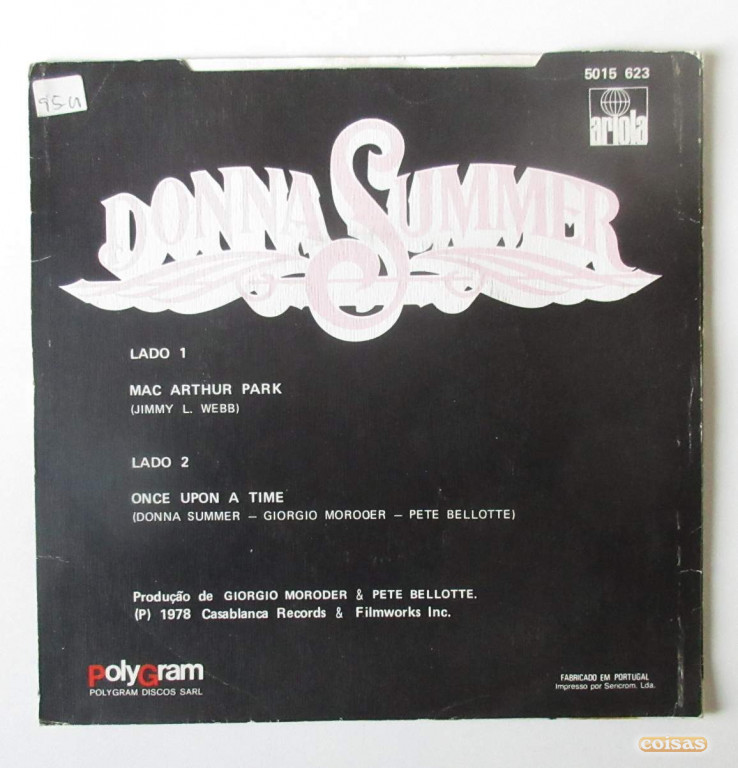 95-U
5015 623
ariola
DONNA SUMMER
LADO 1
MAC ARTHUR PARK
(JIMMY L. WEBB)
LADO 2
ONCE UPON A TIME
(DONNA SUMMER — GIORGIO MOROOER — PETE BELLOTTE)
Produção de GIORGIO MORODER & PETE BELLOTTE.
(P) 1978 Casablanca Records & Filmworks Inc.
PolyGram
POLYGRAM DISCOS SARL
FABRICADO EM PORTUGAL
Impresso por Sencrom. Lda.
coisas